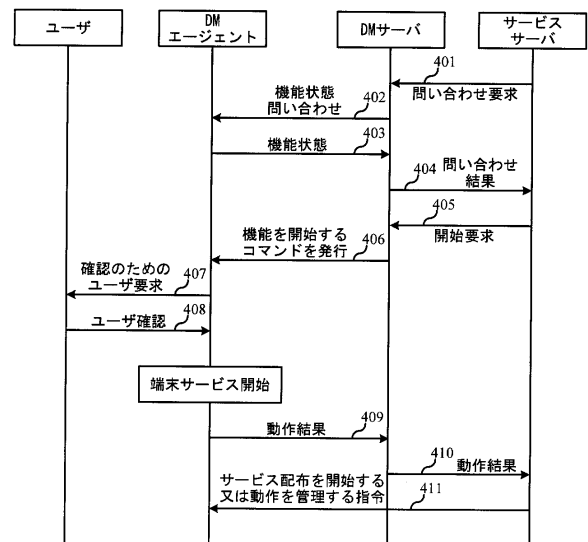 ユーザ
DM
エージェント
DMサーバ
サービス
サーバ
401
問い合わせ要求
機能状態
問い合わせ
402
403
機能状態
404
問い合わせ
結果
405
開始要求
機能を開始する
コマンドを発行
406
確認のための
ユーザ要求
407
408
ユーザ確認
端末サービス開始
409
動作結果
410
動作結果
サービス配布を開始する
又は動作を管理する指令
411